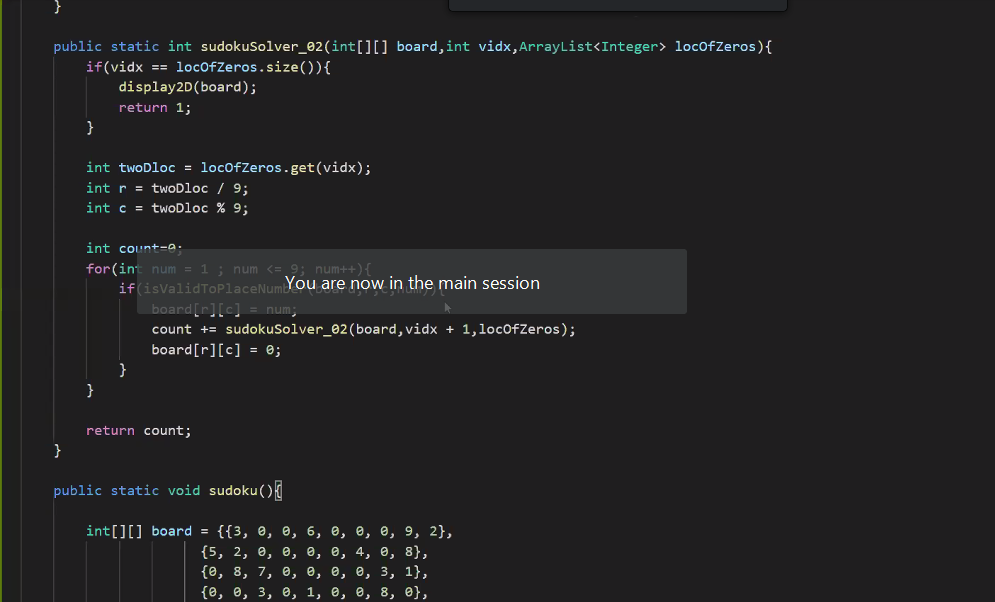 }
public static int sudokuSolver_02(int[][] board,int vidx,ArrayList<Integer> locOfZeros){
if(vidx == locOfZeros.size()){
display2D(board);
return 1;
}
int twoDloc = locOfZeros.get(vidx);
int r = twoDloc / 9;
int c = twoDloc % 9;
int count=0;
for(int num = 1 ; num <= 9; num++){
You are now in the main session
if(isValidToPlaceNumber(board,r,c,num)){
board[r][c] = num;
count += sudokuSolver_02(board,vidx + 1,locOfZeros);
board[r][c] = 0;
}
}
return count;
}
public static void sudoku(){
int[][] board = {{3, 0, 0, 6, 0, 0, 0, 9, 2},
{5, 2, 0, 0, 0, 0, 4, 0, 8},
{0, 8, 7, 0, 0, 0, 0, 3, 1},
{0, 0, 3, 0, 1, 0, 0, 8, 0},